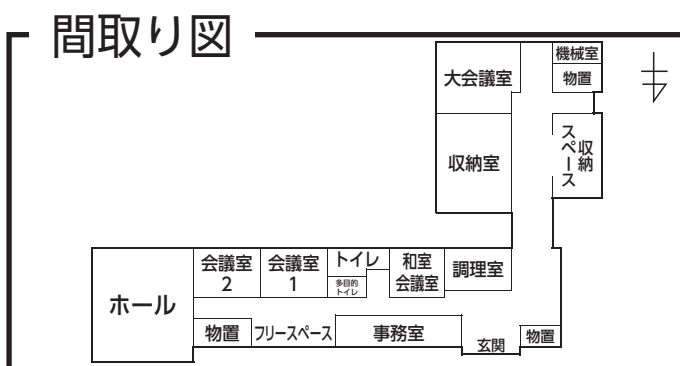 間取り図
機械室
大会議室
物置
収納室
収納
スペース
会議室
2
会議室
1
トイレ
多目的
トイレ
和室
会議室
調理室
ホール
物置
フリースペース
事務室
玄関
物置